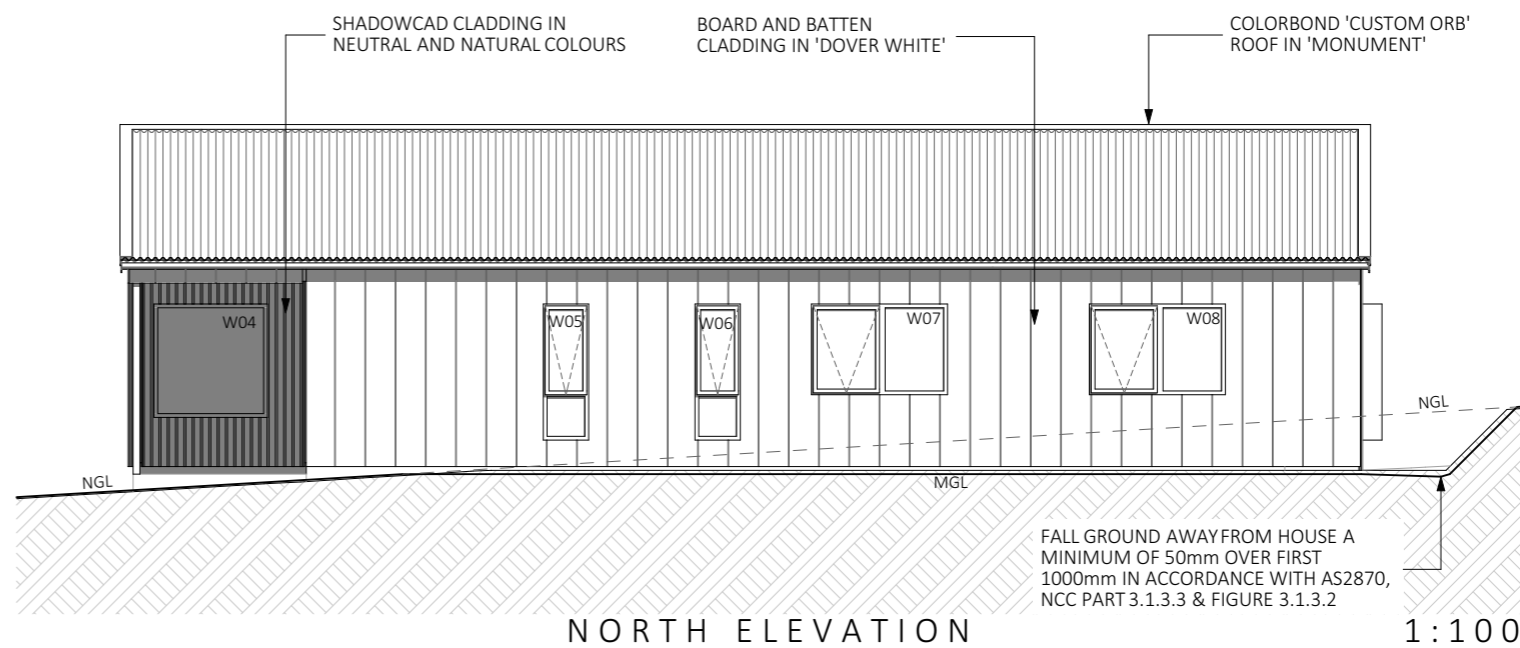 SHADOWCAD CLADDING IN
NEUTRAL AND NATURAL COLOURS
BOARD AND BATTEN
CLADDING IN 'DOVER WHITE'
COLORBOND 'CUSTOM ORB'
ROOF IN 'MONUMENT'
W04
W05
W06
W07
W08
NGL
NGL
MGL
FALL GROUND AWAY FROM HOUSE A
MINIMUM OF 50mm OVER FIRST
1000mm IN ACCORDANCE WITH AS2870,
NCC PART 3.1.3.3 & FIGURE 3.1.3.2
NORTH ELEVATION
1:100